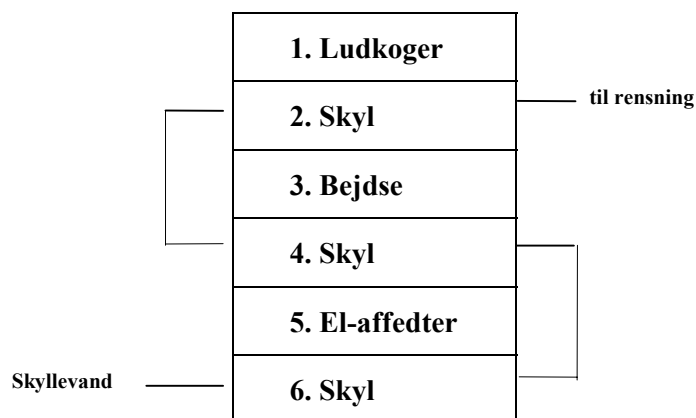 1. Ludkoger
til rensning
2. Skyl
3. Bejdse
4. Skyl
5. El-affedter
Skyllevand
6. Skyl